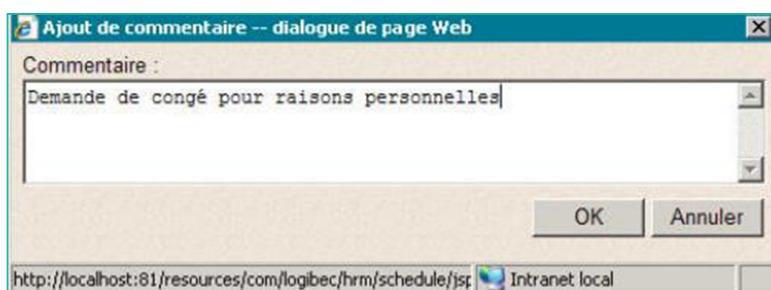 Ajout de commentaire -- dialogue de page Web
Commentaire :
Demande de congé pour raisons personnelles
OK Annuler
http://localhost:81/resources/com/logibec/hrm/schedule/jsp Intranet local